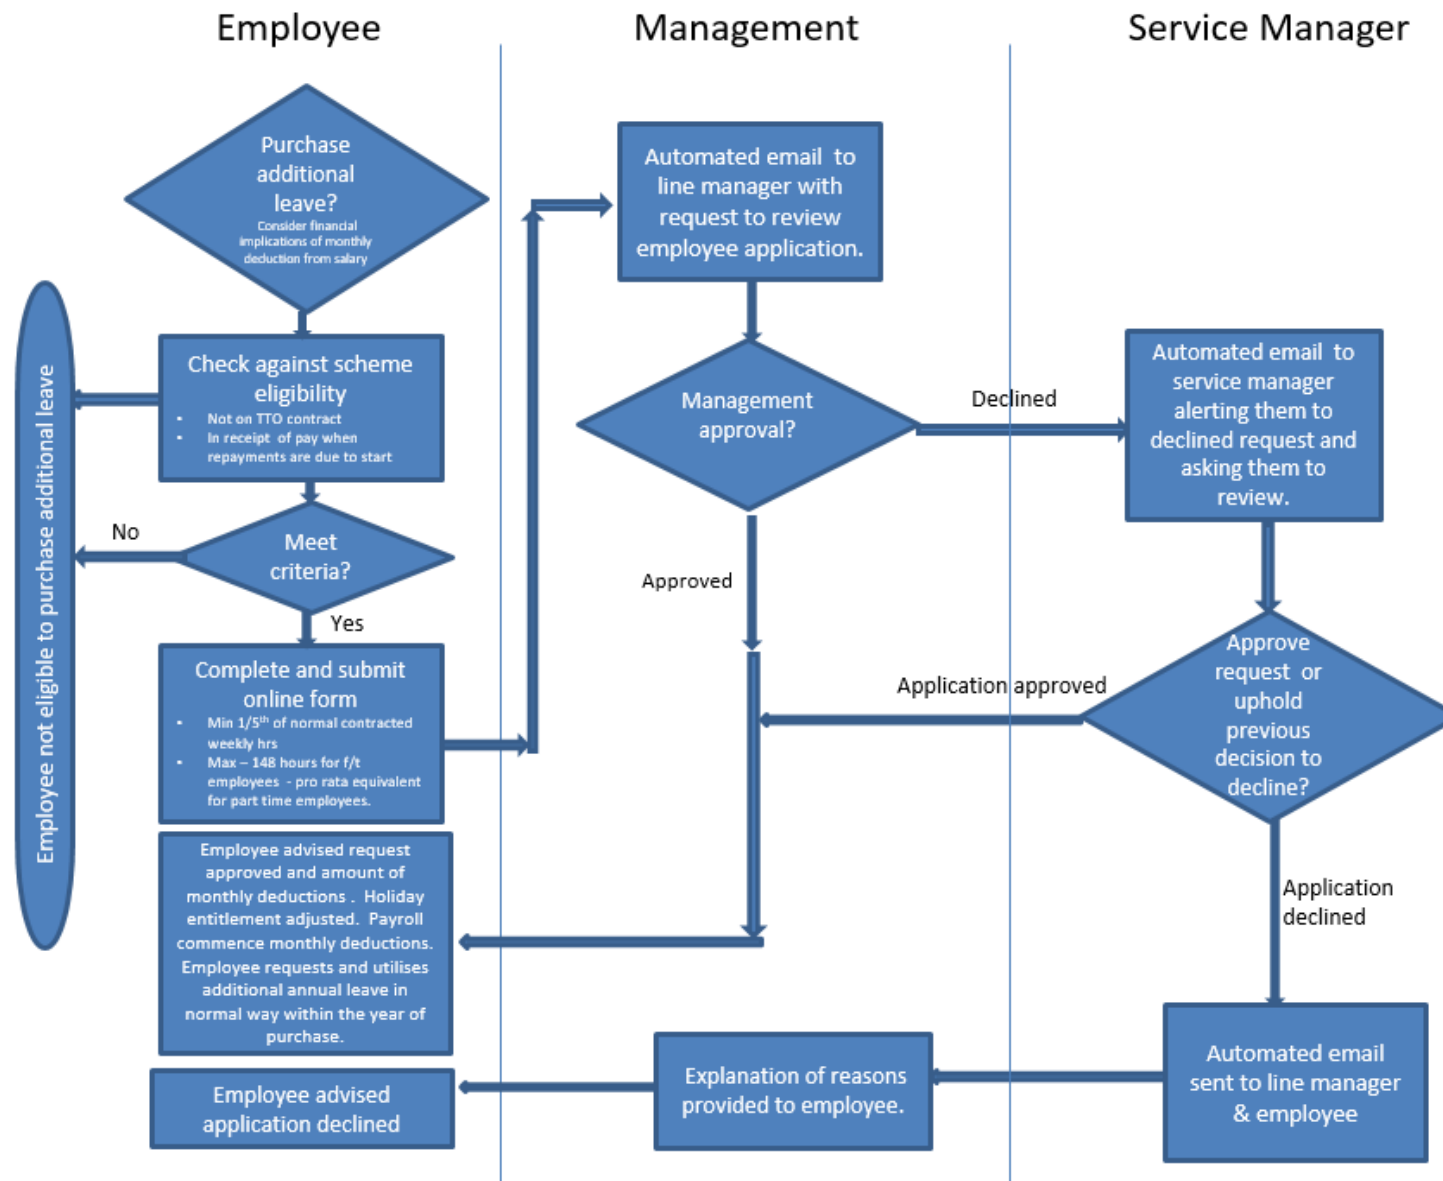 Employee
Management
Service Manager
Purchase
additional
leave?
Consider financial
implications of monthly
deduction from salary
Check against scheme
eligibility
• Not on TTO contract
• In receipt of pay when
repayments are due to start
Meet
criteria?
No
Yes
Employee not eligible to purchase additional leave
Complete and submit
online form
• Min 1/5th of normal contracted
weekly hrs
• Max – 148 hours for f/t
employees - pro rata equivalent
for part time employees.
Employee advised request
approved and amount of
monthly deductions . Holiday
entitlement adjusted. Payroll
commence monthly deductions.
Employee requests and utilises
additional annual leave in
normal way within the year of
purchase.
Employee advised
application declined
Automated email to
line manager with
request to review
employee application.
Management
approval?
Declined
Approved
Explanation of reasons
provided to employee.
Automated email to
service manager
alerting them to
declined request and
asking them to
review.
Approve
request or
uphold
previous
decision to
decline?
Application approved
Application
declined
Automated email
sent to line manager
& employee